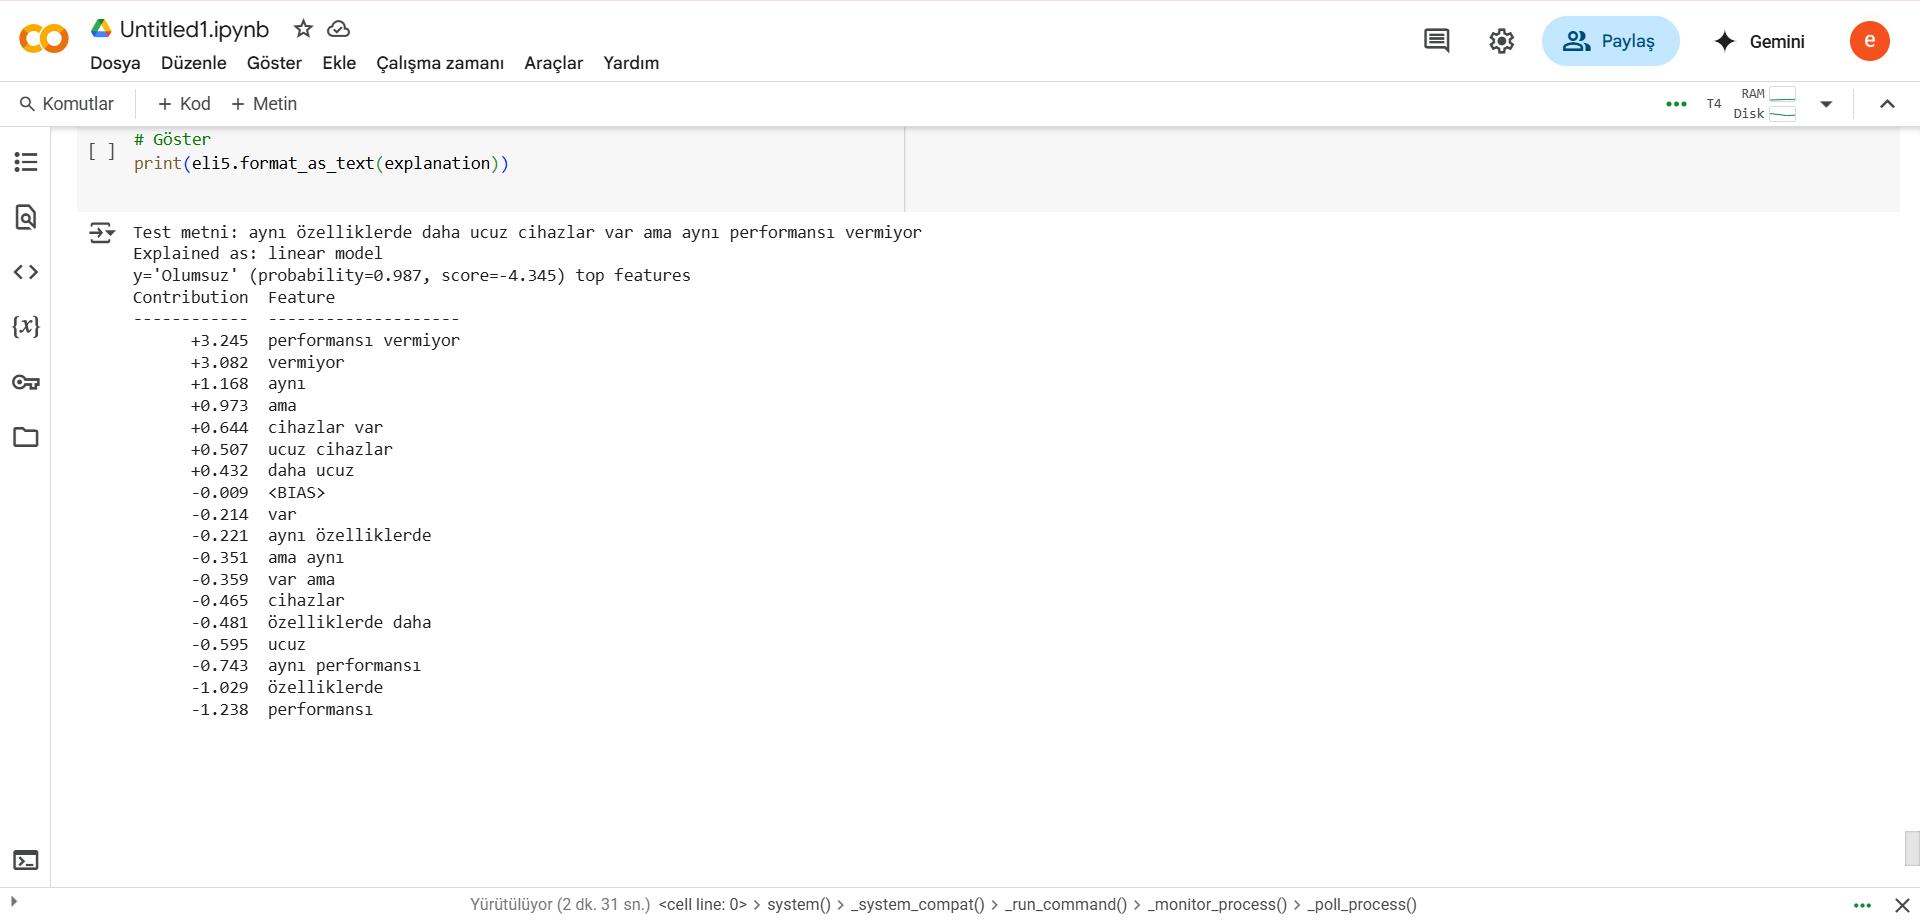 Untitled1.ipynb
Dosya Düzenle Göster Ekle Çalışma zamanı Araçlar Yardım
Paylaş
Gemini
e
Komutlar + Kod + Metin
T4
RAM
Disk
# Göster
[ ]
print(eli5.format_as_text(explanation))
Test metni: aynı özelliklerde daha ucuz cihazlar var ama aynı performansı vermiyor
Explained as: linear model
y='Olumsuz' (probability=0.987, score=-4.345) top features
Contribution  Feature
------------  --------------------
+3.245  performansı vermiyor
+3.082  vermiyor
+1.168  aynı
+0.973  ama
+0.644  cihazlar var
+0.507  ucuz cihazlar
+0.432  daha ucuz
-0.009  <BIAS>
-0.214  var
-0.221  aynı özelliklerde
-0.351  ama aynı
-0.359  var ama
-0.465  cihazlar
-0.481  özelliklerde daha
-0.595  ucuz
-0.743  aynı performansı
-1.029  özelliklerde
-1.238  performansı
Yürütülüyor (2 dk. 31 sn.) <cell line: 0> > system() > _system_compat() > _run_command() > _monitor_process() > _poll_process()